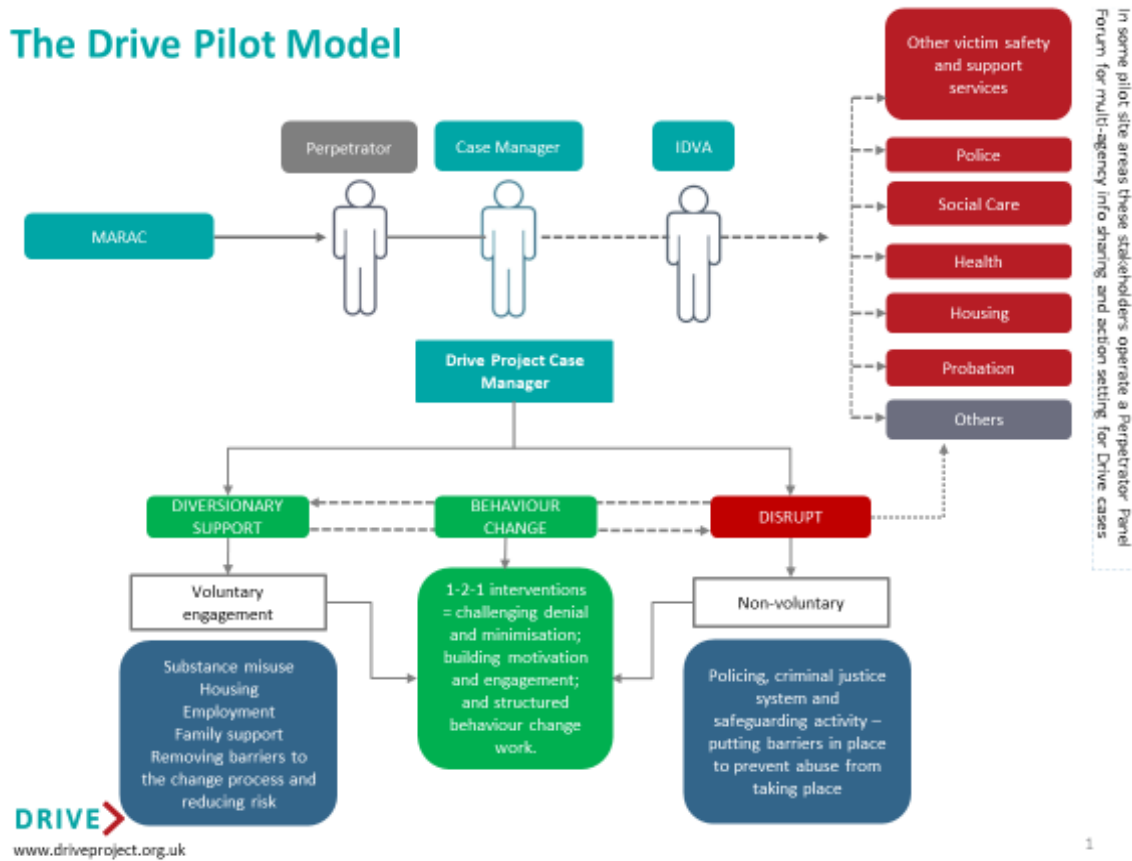 The Drive Pilot Model
Perpetrator
Case Manager
IDVA
MARAC
Other victim safety
and support
services
Police
Social Care
Health
Housing
Probation
Others
In some pilot site areas these stakeholders operate a Perpetrator Panel
Forum for multi-agency info sharing and action setting for Drive cases
Drive Project Case
Manager
DIVERSIONARY
SUPPORT
BEHAVIOUR
CHANGE
DISRUPT
Voluntary
engagement
1-2-1 interventions
= challenging denial
and minimisation;
building motivation
and engagement;
and structured
behaviour change
work.
Non-voluntary
Substance misuse
Housing
Employment
Family support
Removing barriers to
the change process and
reducing risk
Policing, criminal justice
system and
safeguarding activity –
putting barriers in place
to prevent abuse from
taking place
DRIVE
www.driveproject.org.uk
1